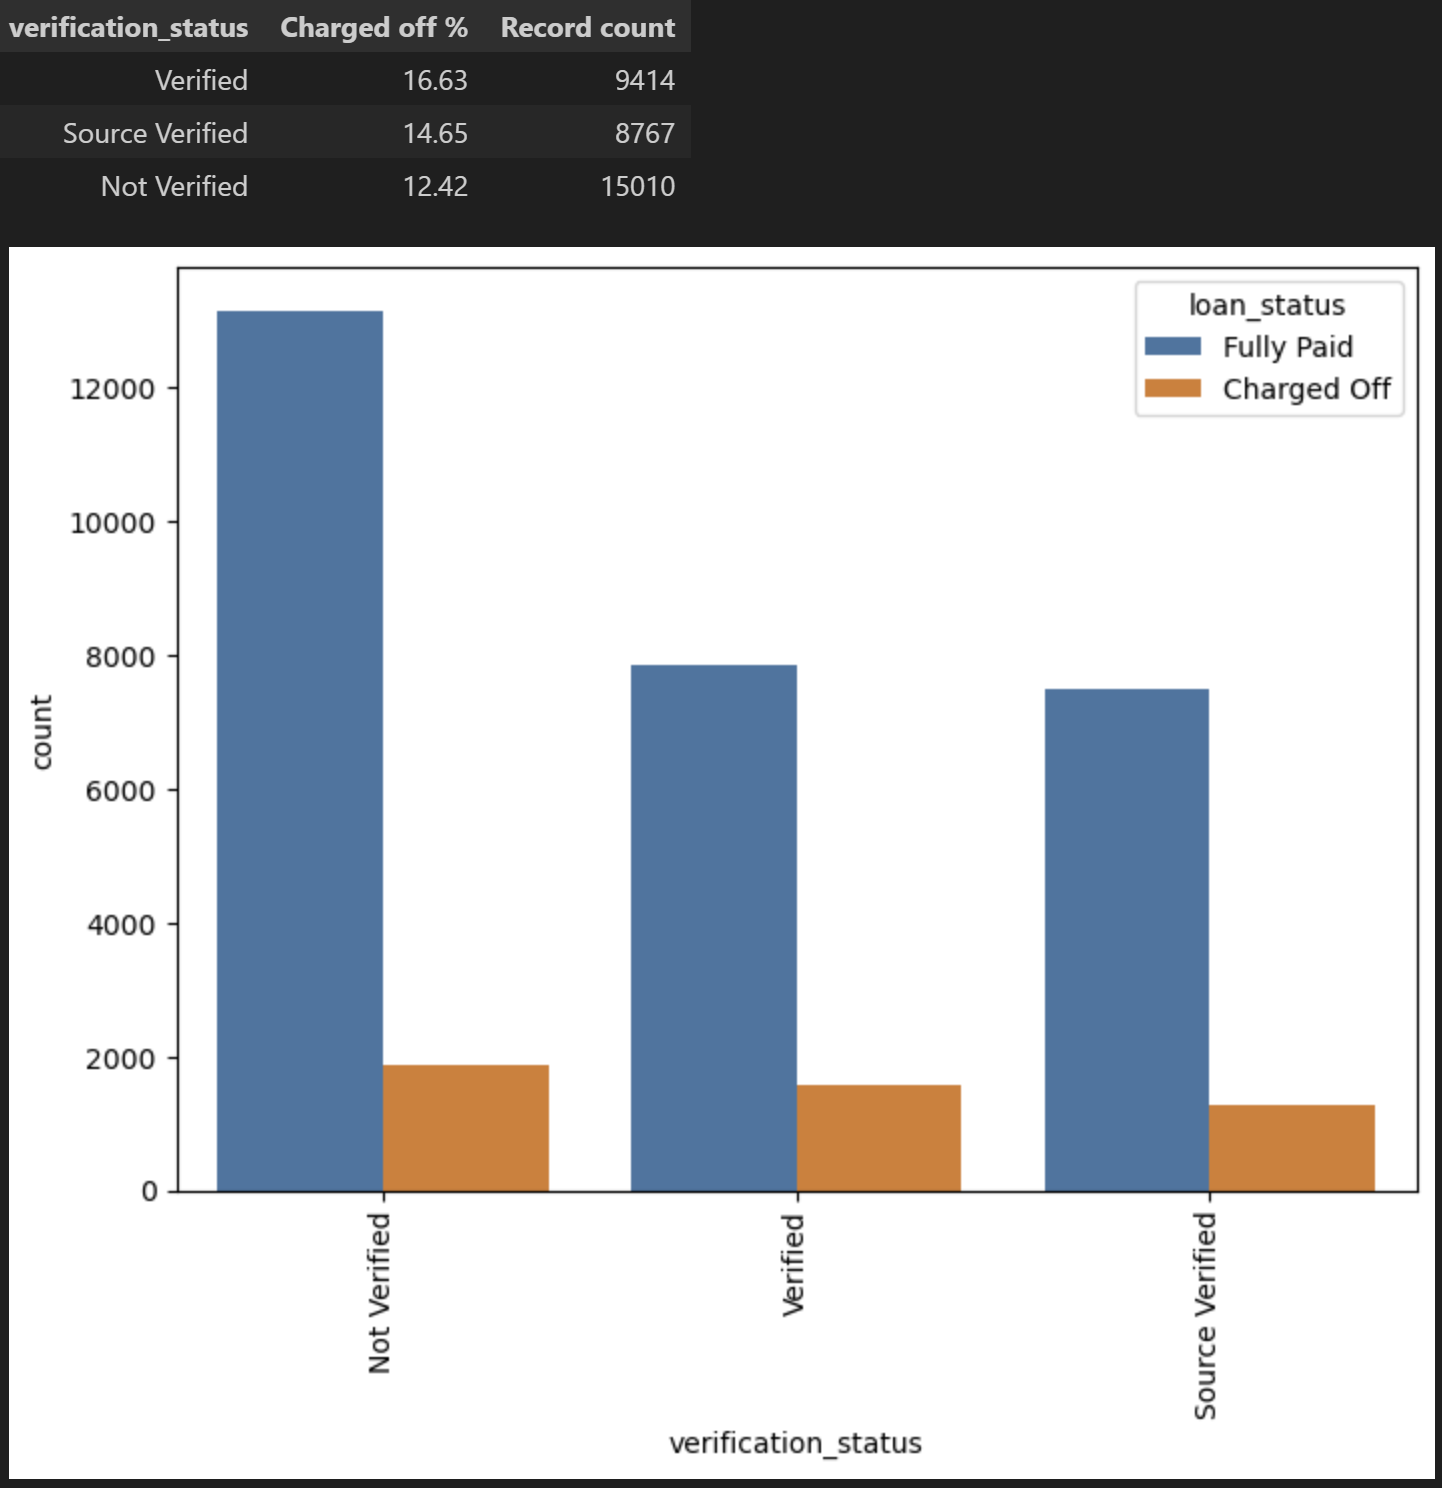 verification_status Charged off % Record count
Verified 16.63 9414
Source Verified 14.65 8767
Not Verified 12.42 15010
loan_status
Fully Paid
Charged Off
12000
10000
8000
6000
4000
2000
0
count
Not Verified
Verified
Source Verified
verification_status